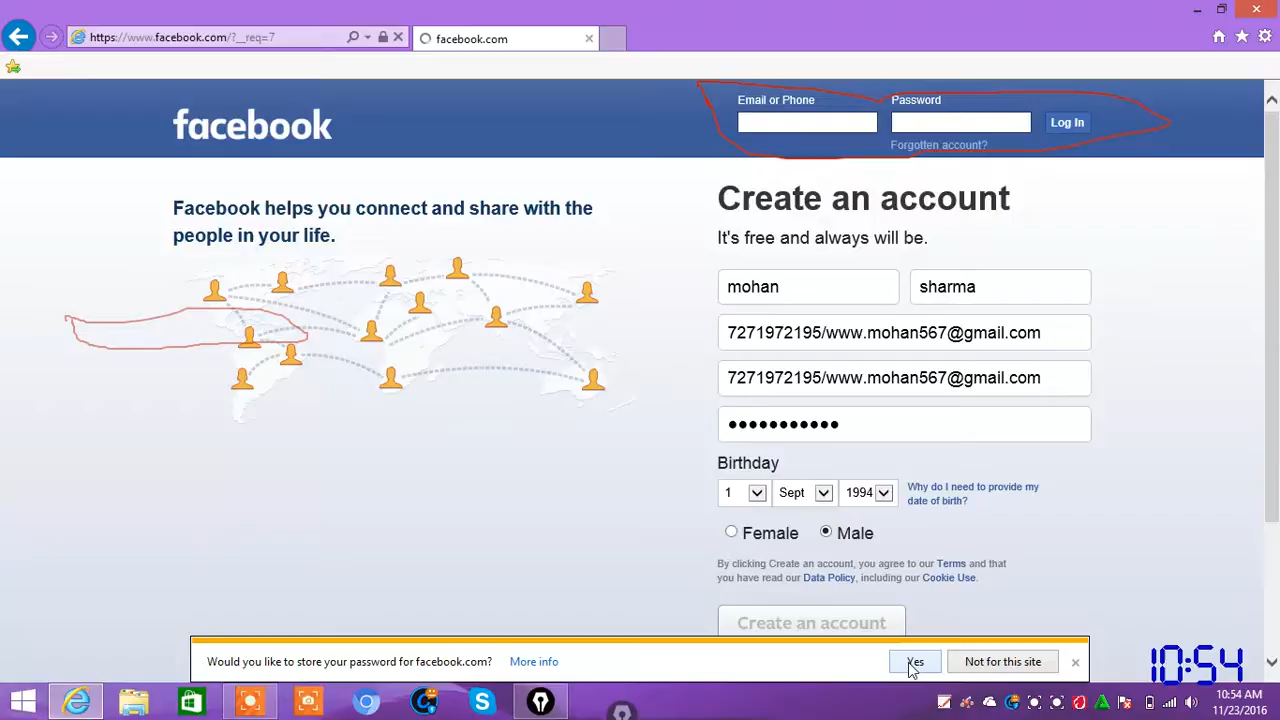 https://www.facebook.com/?__req=7
facebook.com
facebook
Email or Phone
Password
Log In
Forgotten account?
Facebook helps you connect and share with the
people in your life.
Create an account
It's free and always will be.
mohan
sharma
7271972195/www.mohan567@gmail.com
7271972195/www.mohan567@gmail.com
Birthday
1
Sept
1994
Why do I need to provide my
date of birth?
Female
Male
By clicking Create an account, you agree to our Terms and that
you have read our Data Policy, including our Cookie Use.
Create an account
Would you like to store your password for facebook.com?
More info
Yes
Not for this site
10:54
10:54 AM
11/23/2016